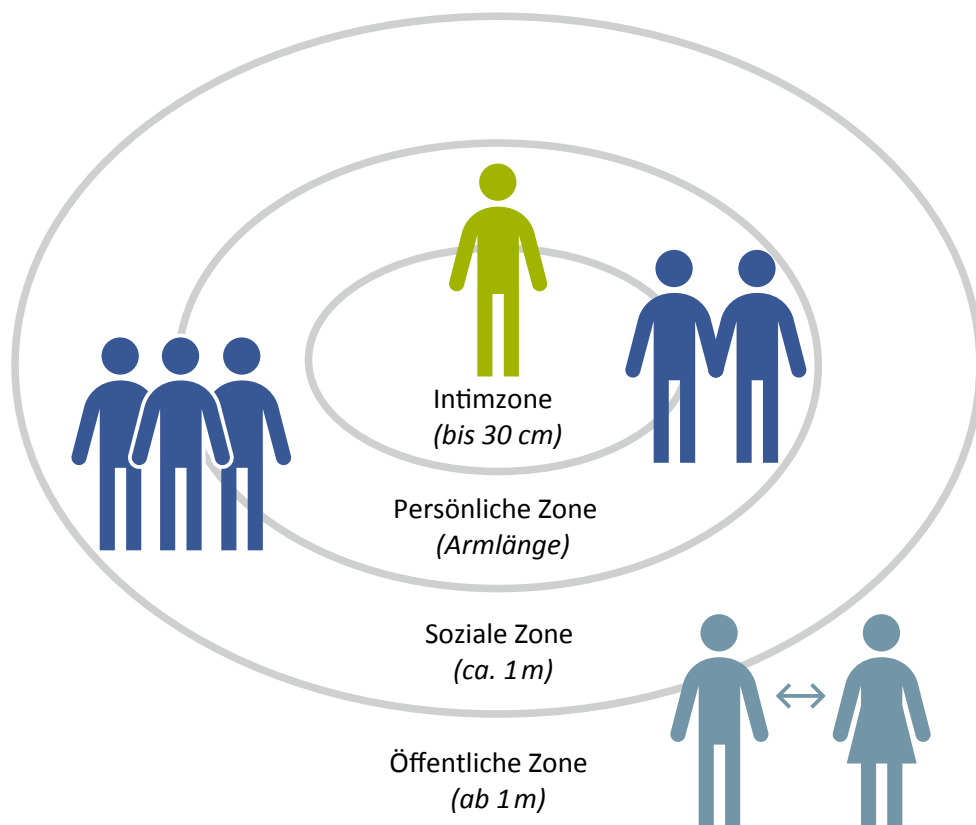 Intimzone
(bis 30 cm)
Persönliche Zone
(Armlänge)
Soziale Zone
(ca. 1 m)
Öffentliche Zone
(ab 1 m)